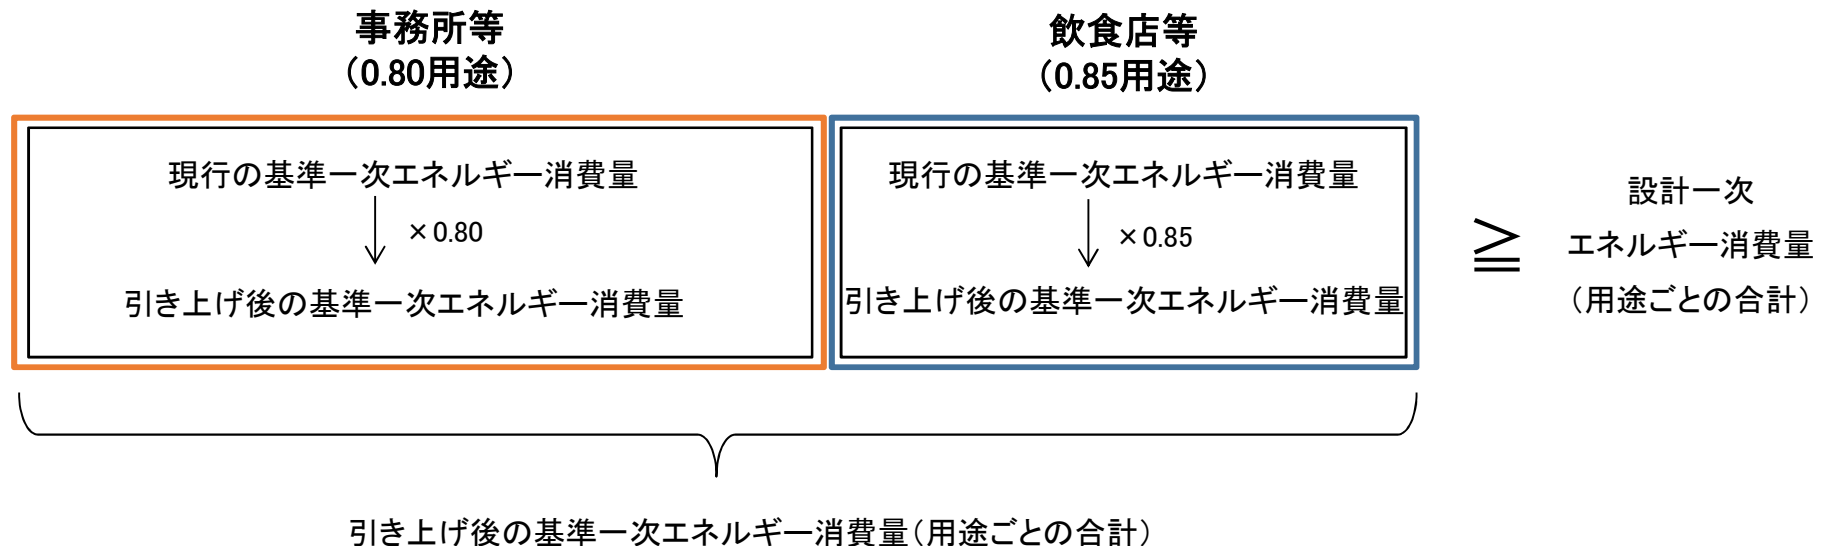 事務所等
（0.80用途）
飲食店等
（0.85用途）
現行の基準一次エネルギー消費量
×0.80
引き上げ後の基準一次エネルギー消費量
現行の基準一次エネルギー消費量
×0.85
引き上げ後の基準一次エネルギー消費量
≧
設計一次
エネルギー消費量
（用途ごとの合計）
引き上げ後の基準一次エネルギー消費量（用途ごとの合計）